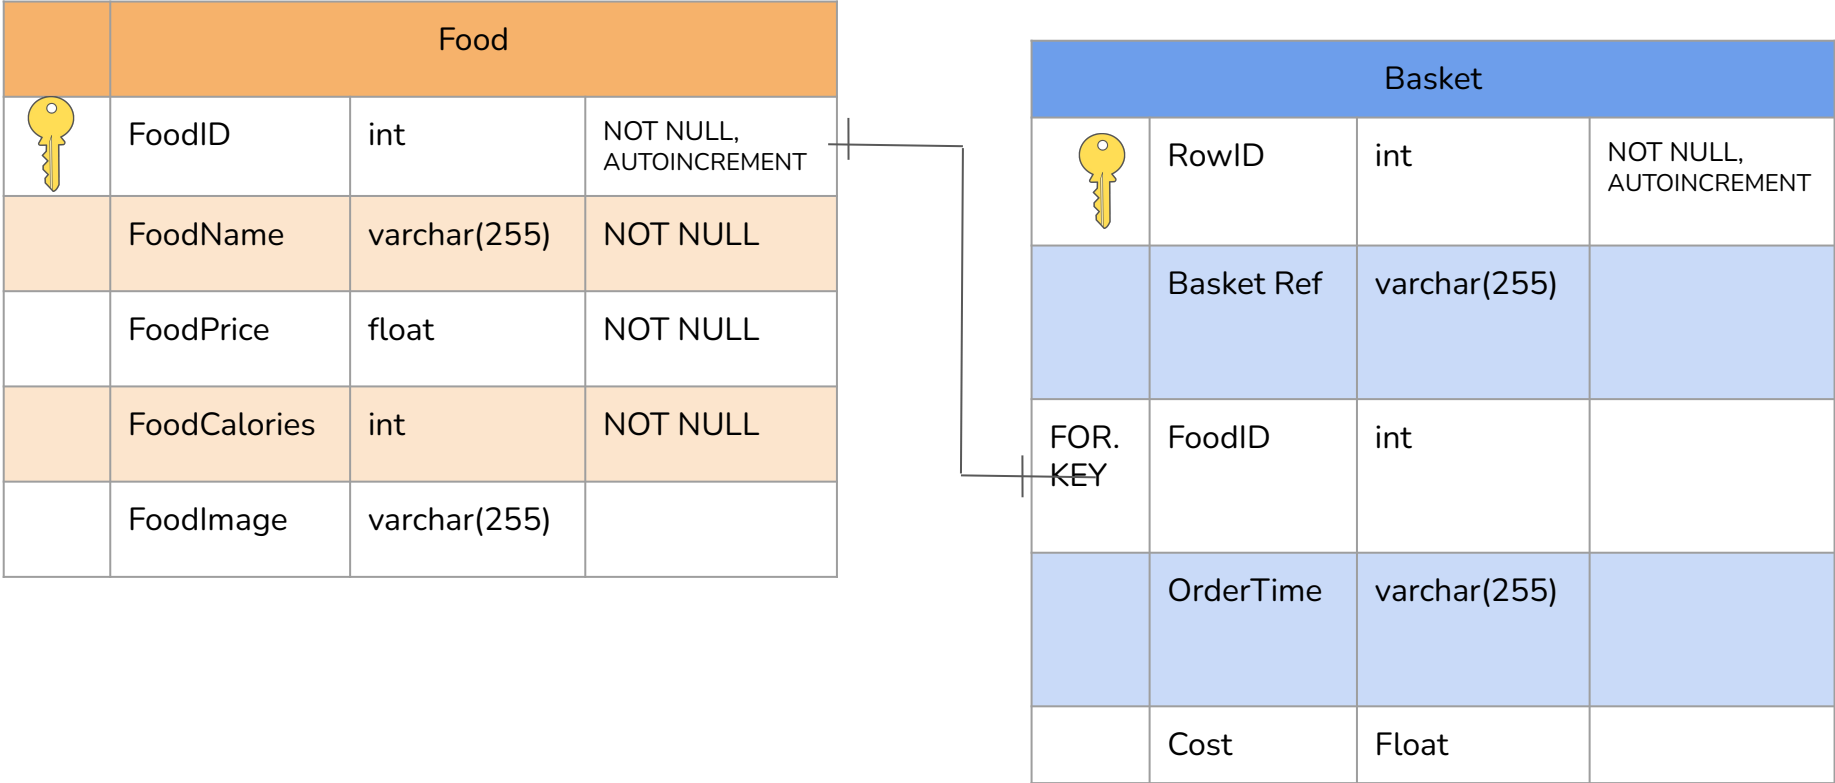 Food
FoodID int NOT NULL,
AUTOINCREMENT
FoodName varchar(255) NOT NULL
FoodPrice float NOT NULL
FoodCalories int NOT NULL
FoodImage varchar(255)
Basket
RowID int NOT NULL,
AUTOINCREMENT
Basket Ref varchar(255)
FOR. FoodID int
KEY
OrderTime varchar(255)
Cost Float